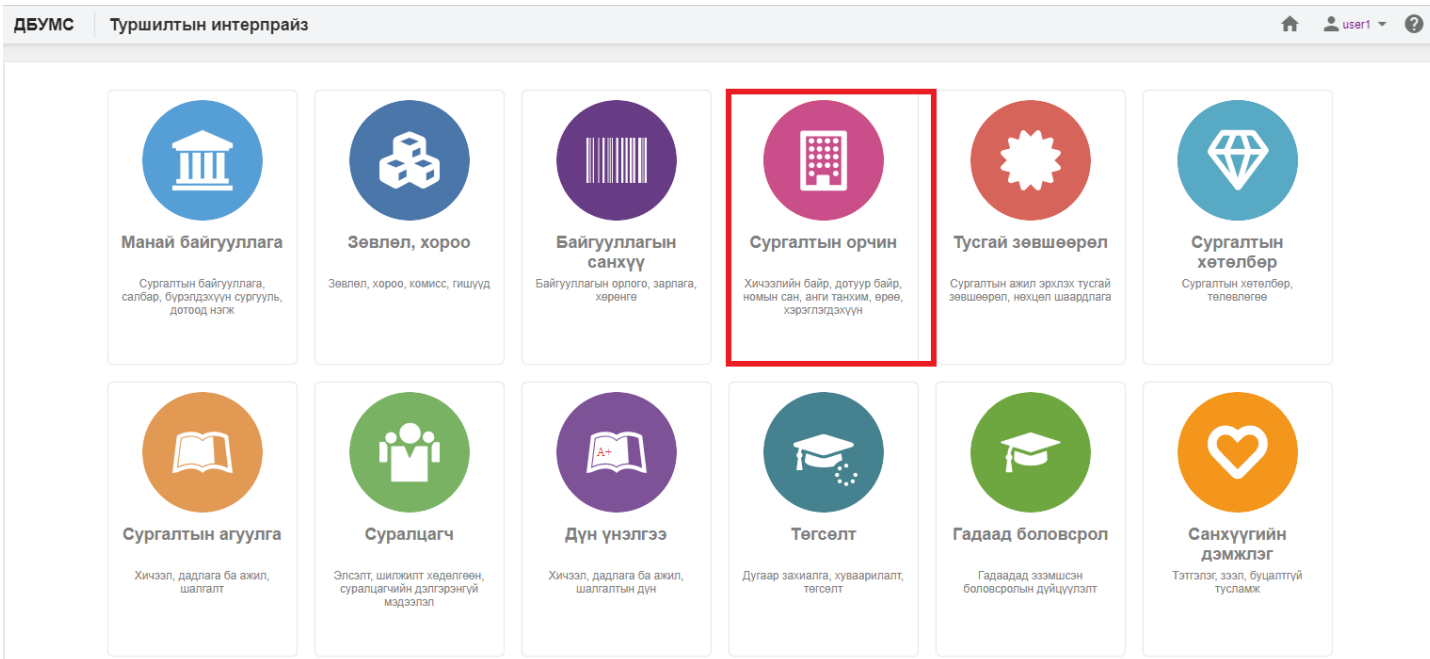 ДБУМС Туршилтын интерпрайз user1
Манай байгууллага
Сургалтын байгууллага,
салбар, бүрэлдэхүүн сургууль,
дотоод нэгж
Зөвлөл, хороо
Зөвлөл, хороо, комисс, гишүүд
Байгууллагын
санхүү
Байгууллагын орлого, зарлага,
хөрөнгө
Сургалтын орчин
Хичээлийн байр, дотуур байр,
номын сан, анги танхим, өрөө,
хэрэглэгдэхүүн
Тусгай зөвшөөрөл
Сургалтын ажил эрхлэх тусгай
зөвшөөрөл, нөхцөл шаардлага
Сургалтын
хөтөлбөр
Сургалтын хөтөлбөр,
төлөвлөгөө
Сургалтын агуулга
Хичээл, дадлага ба ажил,
шалгалт
Суралцагч
Элсэлт, шилжилт хөдөлгөөн,
суралцагчийн дэлгэрэнгүй
мэдээлэл
A+
Дүн үнэлгээ
Хичээл, дадлага ба ажил,
шалгалтын дүн
Төгсөлт
Дугаар захиалга, хуваарилалт,
төгсөлт
Гадаад боловсрол
Гадаадад эзэмшсэн
боловсролын дүйцүүлэлт
Санхүүгийн
дэмжлэг
Тэтгэлэг, зээл, буцалтгүй
тусламж